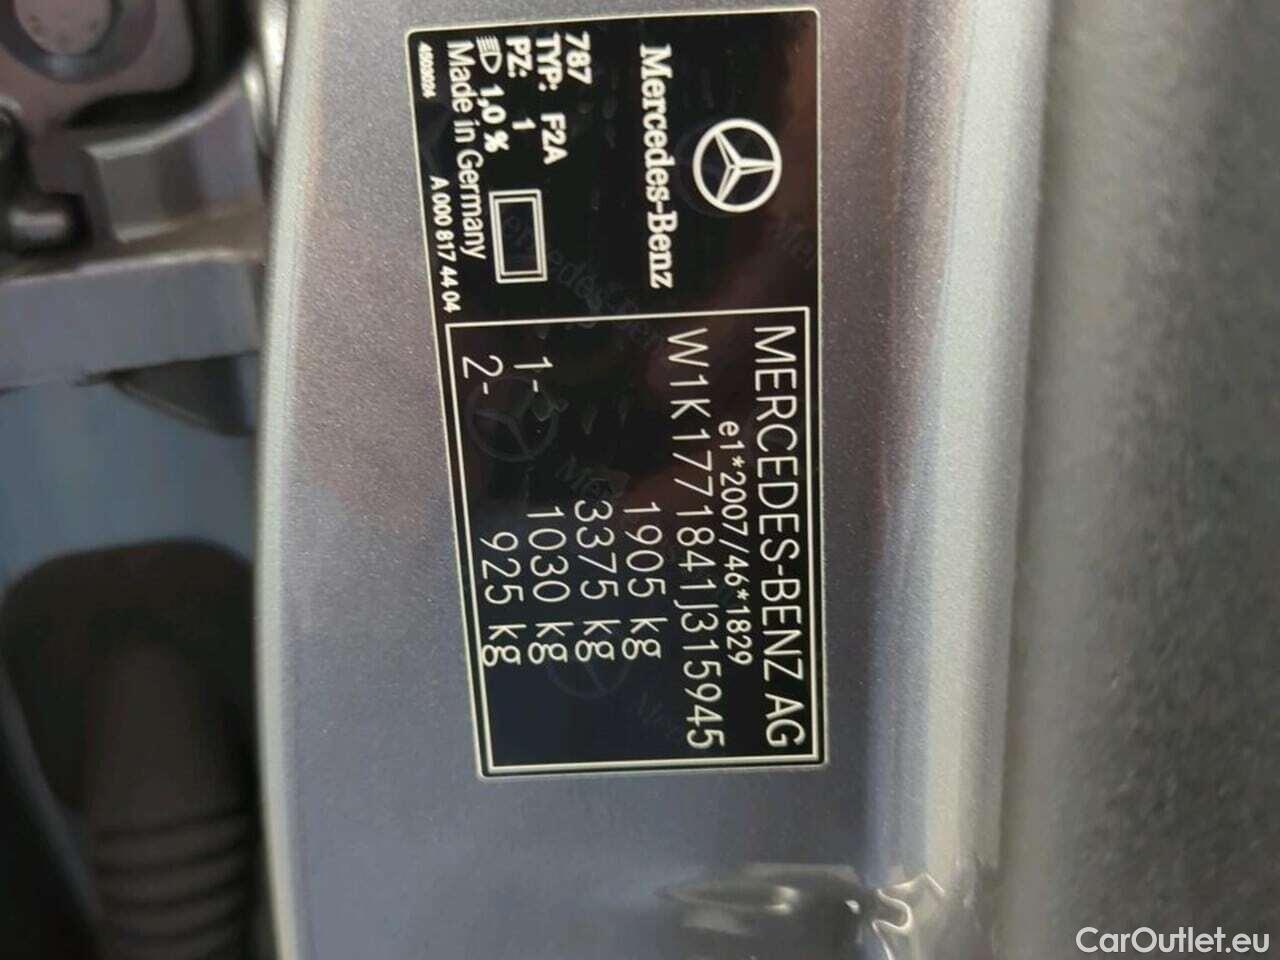 Mercedes-Benz
787
TYP: F2A
PZ: 1
1,0 %
Made in Germany
A 000 817 44 04
MERCEDES-BENZ AG
e1*2007/46*1829
W1K1771841J315945
1905 kg
3375 kg
1- 1030 kg
2- 925 kg
CarOutlet.eu